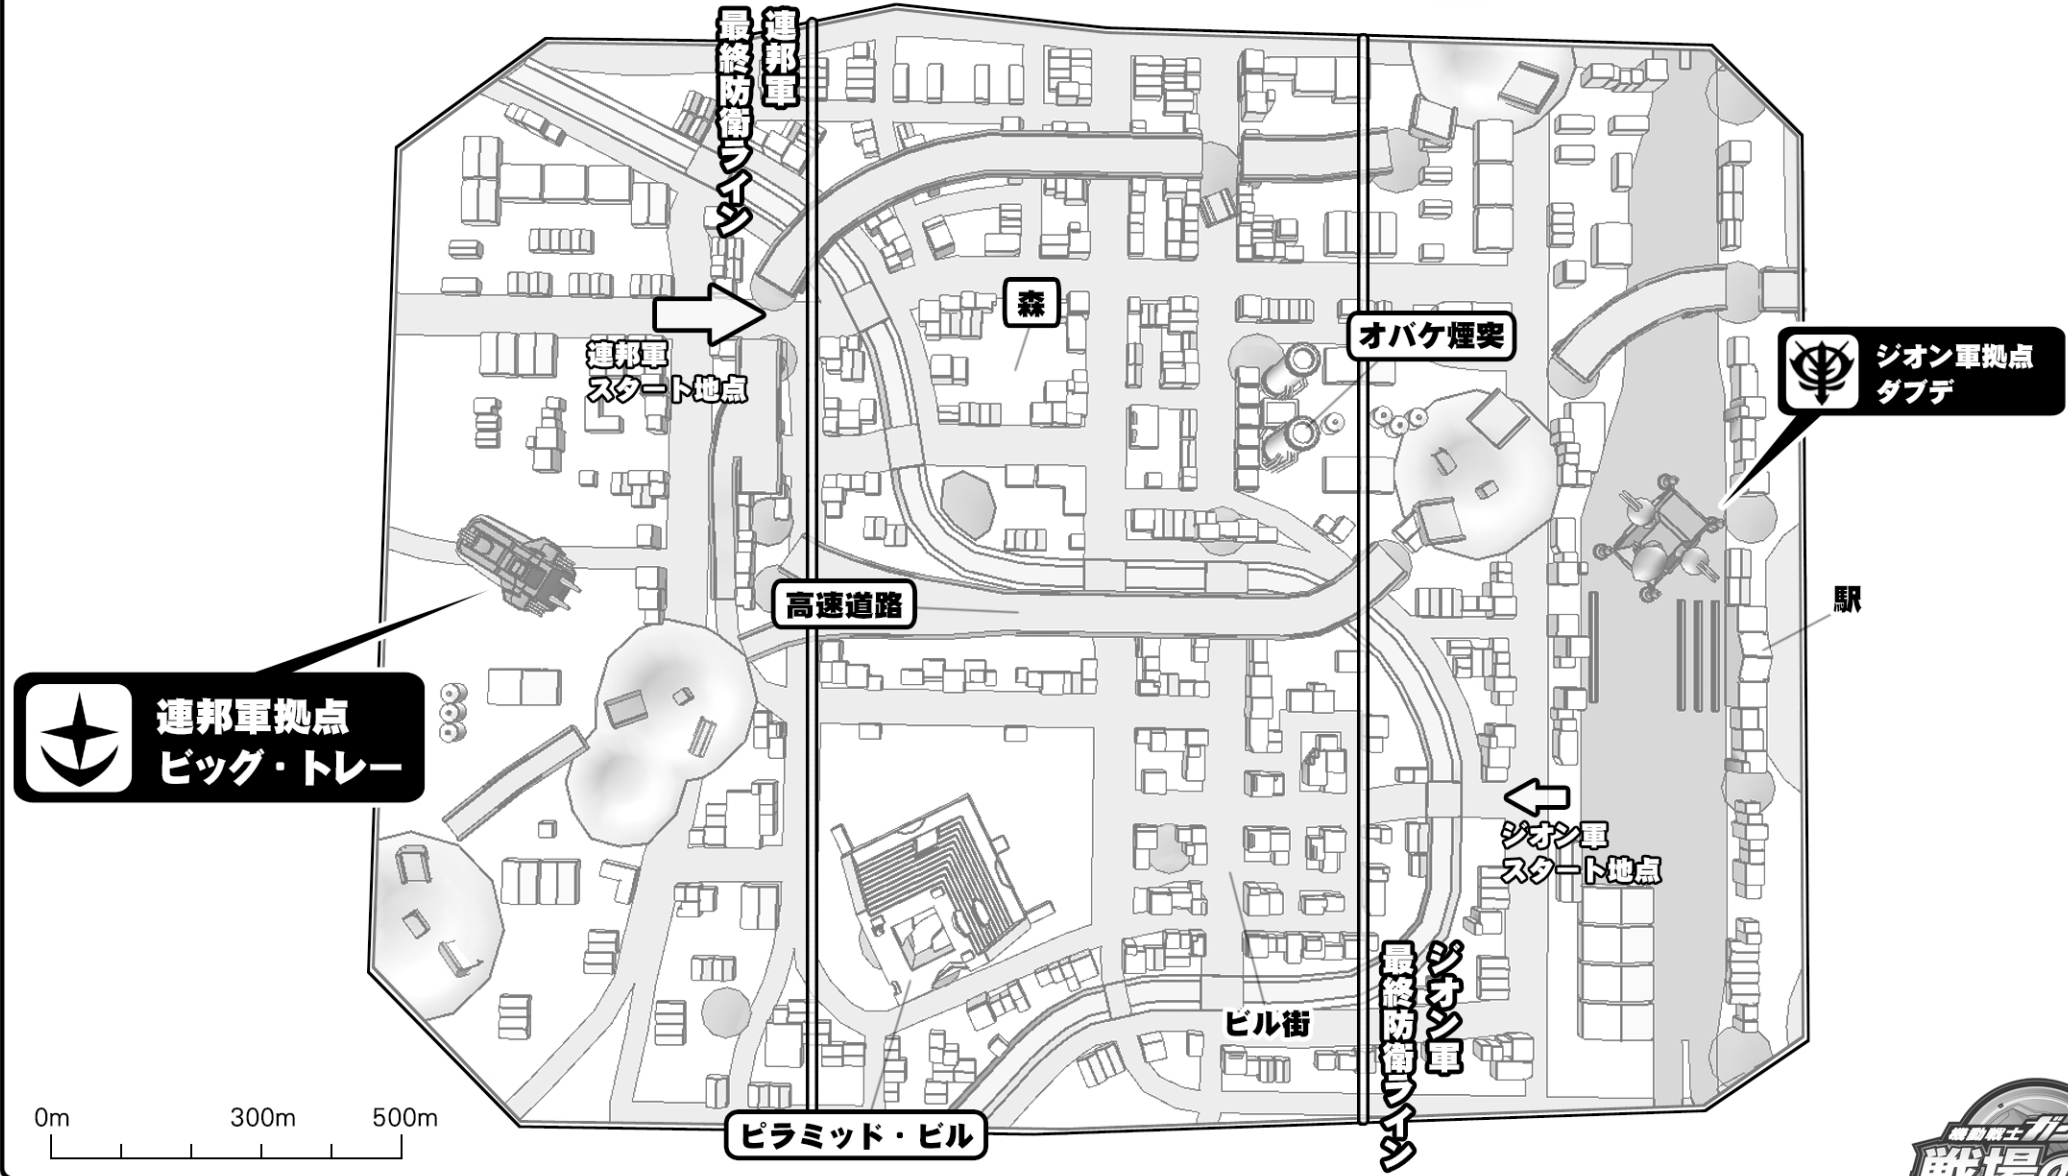 連邦軍
最終防衛ライン
森
オバケ煙突
連邦軍
スタート地点
ジオン軍拠点
ダブデ
高速道路
駅
連邦軍拠点
ビッグ・トレー
ジオン軍
スタート地点
ジオン軍
最終防衛ライン
ビル街
ピラミッド・ビル
0m 300m 500m
機動戦士
戦場の